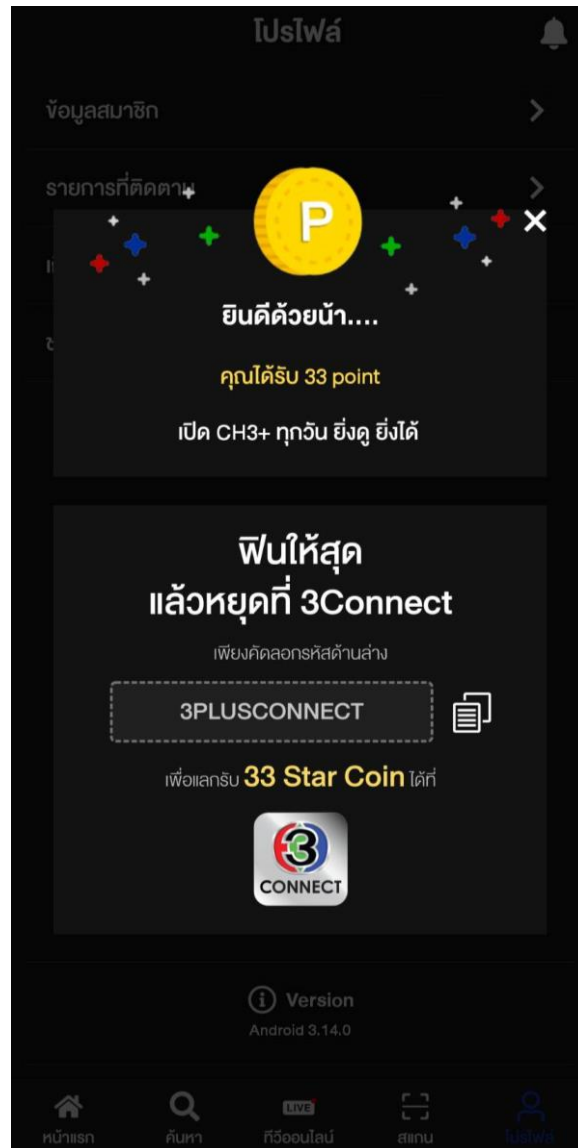 โปรไฟล์
ข้อมูลสมาชิก
รายการที่ติดตาม
P
ยินดีด้วยน้า....
คุณได้รับ 33 point
เปิด CH3+ ทุกวัน ยิ่งดู ยิ่งได้
ฟินให้สุด
แล้วหยุดที่ 3Connect
เพียงคัดลอกรหัสด้านล่าง
3PLUSCONNECT
เพื่อแลกรับ 33 Star Coin ได้ที่
3
CONNECT
Version
Android 3.14.0
LIVE
หน้าแรก ค้นหา ทีวีออนไลน์ สแกน โปรไฟล์